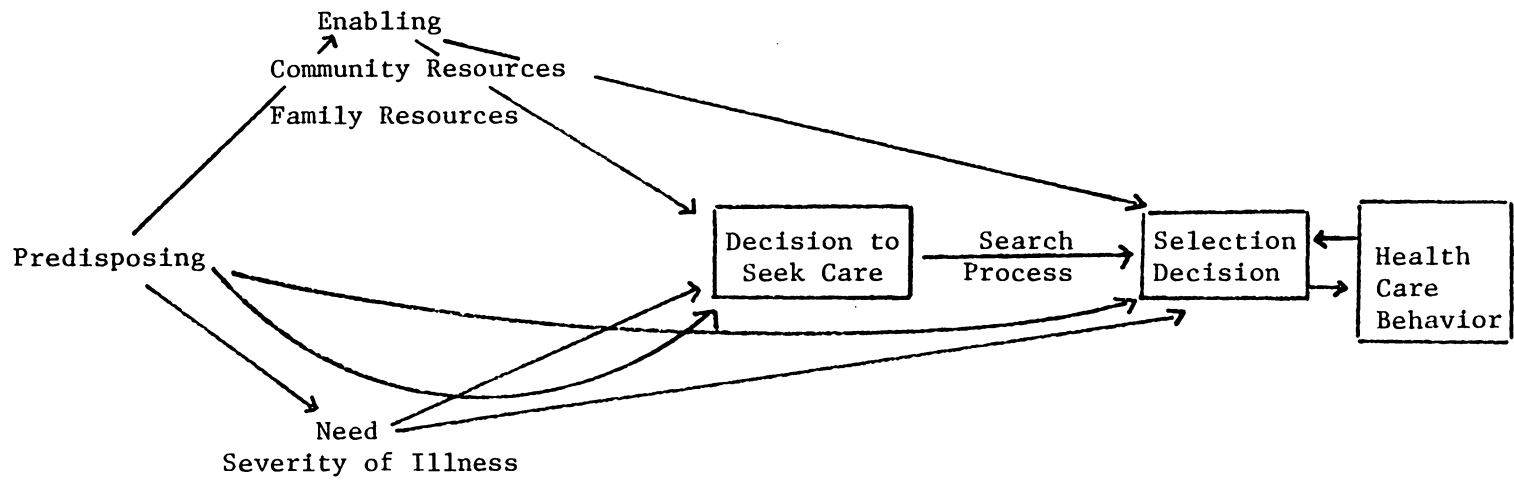 Enabling
Community Resources
Family Resources
Predisposing
Decision to
Seek Care
Search
Process
Selection
Decision
Health
Care
Behavior
Need
Severity of Illness